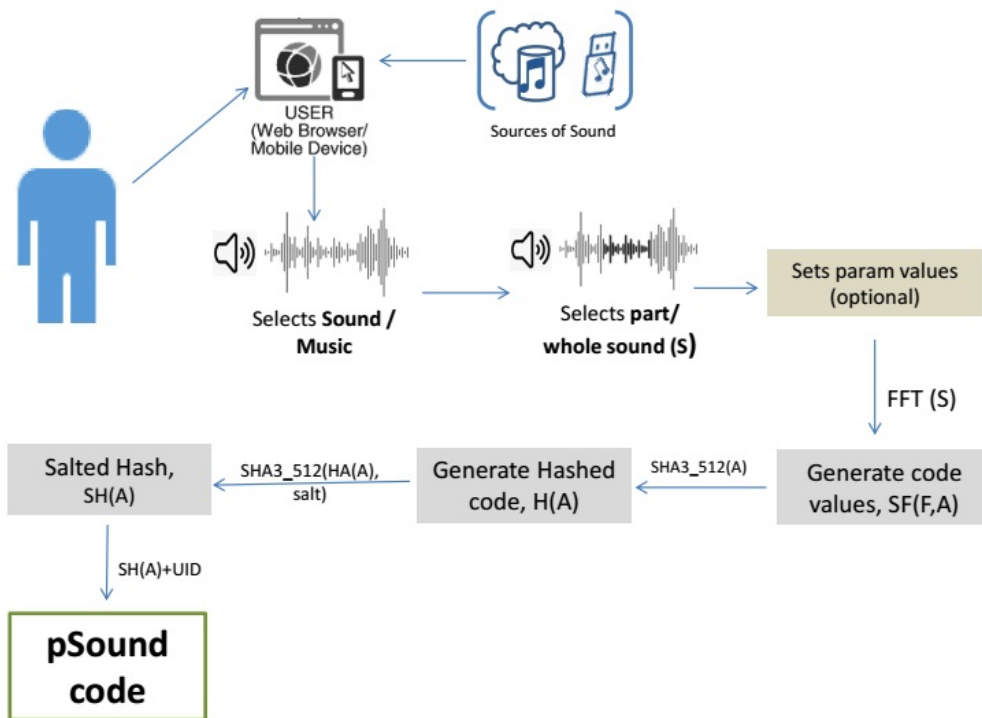 USER
(Web Browser/
Mobile Device)
Sources of Sound
Selects Sound /
Music
Selects part/
whole sound (S)
Sets param values
(optional)
FFT (S)
Generate code
values, SF(F,A)
SHA3_512(A)
Generate Hashed
code, H(A)
SHA3_512(HA(A),
salt)
Salted Hash,
SH(A)
SH(A)+UID
pSound
code